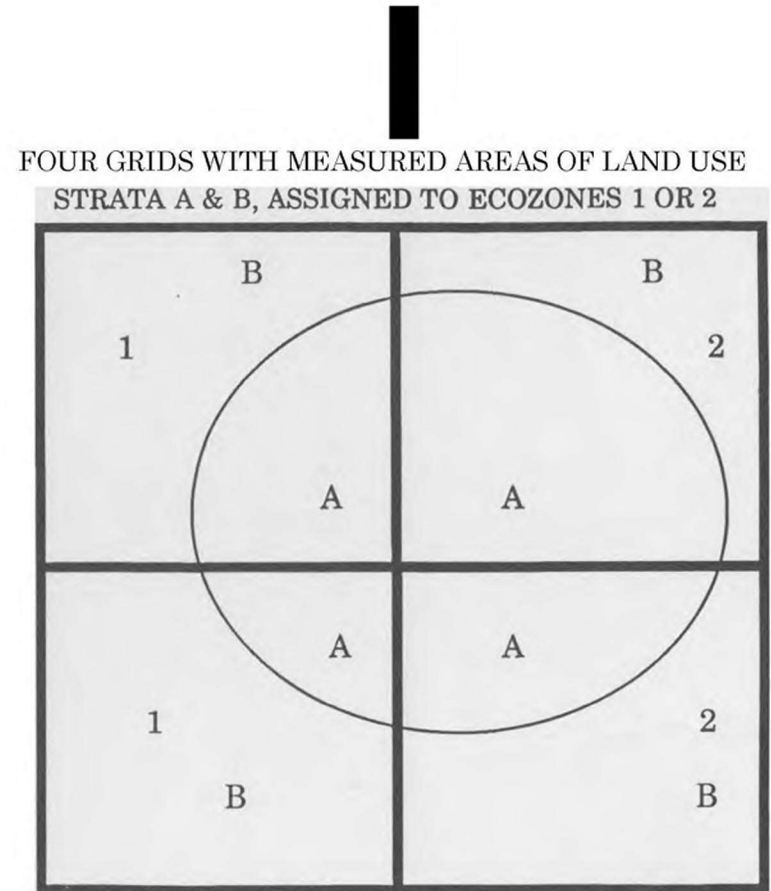 FOUR GRIDS WITH MEASURED AREAS OF LAND USE
STRATA A & B, ASSIGNED TO ECOZONES 1 OR 2
B B
1 2
A A
A A
1 2
B B